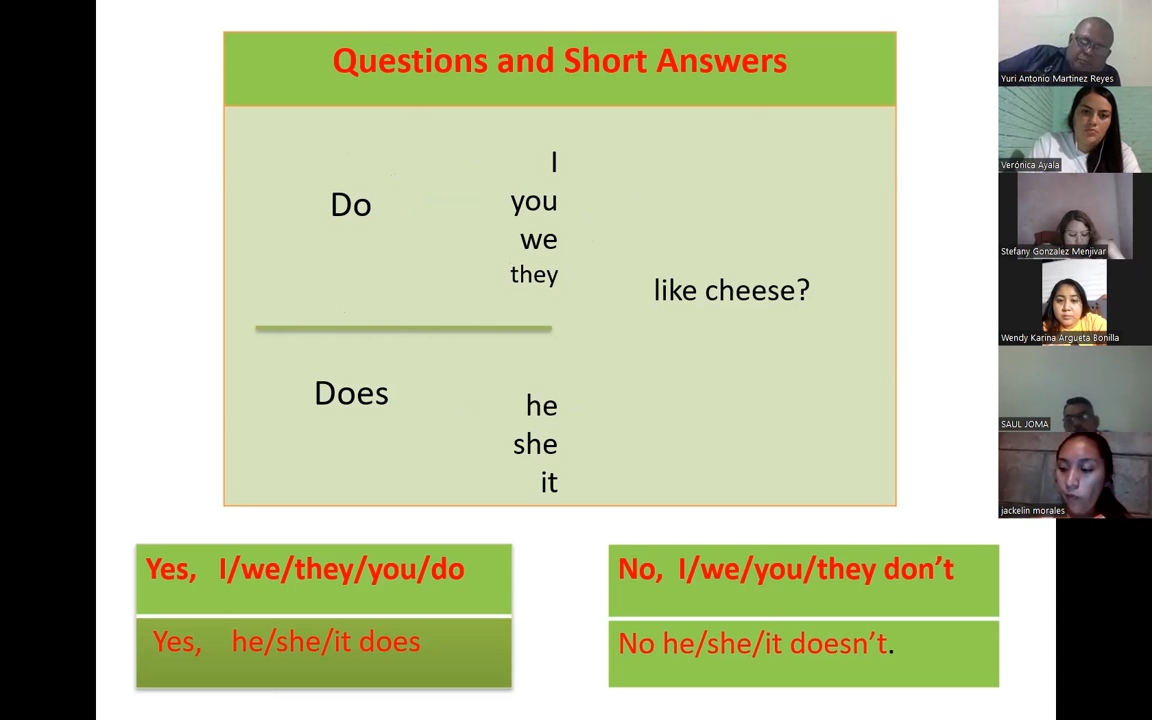 Questions and Short Answers
I
Do
you
we
they
like cheese?
Does
he
she
it
Yes, I/we/they/you/do
No, I/we/you/they don’t
Yes, he/she/it does
No he/she/it doesn’t.
Yuri Antonio Martinez Reyes
Verónica Ayala
Stefany Gonzalez Menjivar
Wendy Karina Argueta Bonilla
SAUL JOMA
jackelin morales